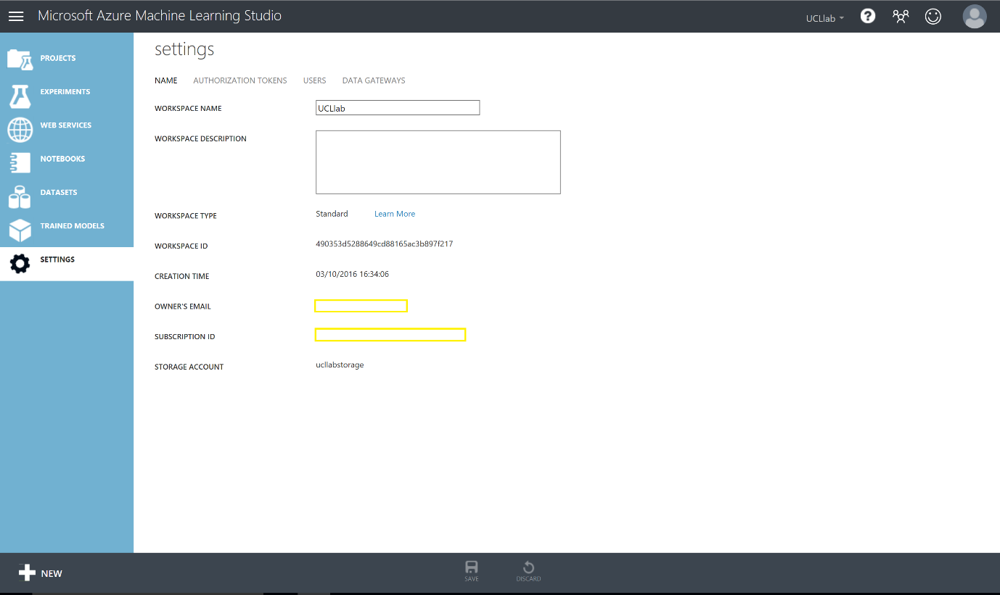 Microsoft Azure Machine Learning Studio
UCLlab
?
PROJECTS
EXPERIMENTS
WEB SERVICES
NOTEBOOKS
DATASETS
TRAINED MODELS
SETTINGS
settings
NAME AUTHORIZATION TOKENS USERS DATA GATEWAYS
WORKSPACE NAME UCLlab
WORKSPACE DESCRIPTION
WORKSPACE TYPE Standard Learn More
WORKSPACE ID 490353d5288649cd88165ac3b897f217
CREATION TIME 03/10/2016 16:34:06
OWNER'S EMAIL
SUBSCRIPTION ID
STORAGE ACCOUNT ucllabstorage
NEW
SAVE
DISCARD